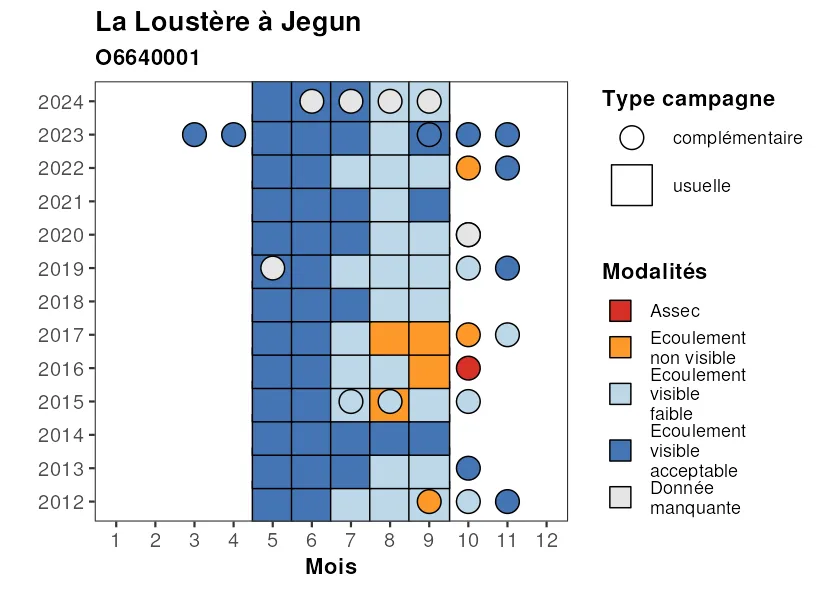 La Loustère à Jegun
O6640001
2024
2023
2022
2021
2020
2019
2018
2017
2016
2015
2014
2013
2012
1 2 3 4 5 6 7 8 9 10 11 12
Mois
Type campagne
complémentaire
usuelle
Modalités
Assec
Ecoulement
non visible
Ecoulement
visible
faible
Ecoulement
visible
acceptable
Donnée
manquante